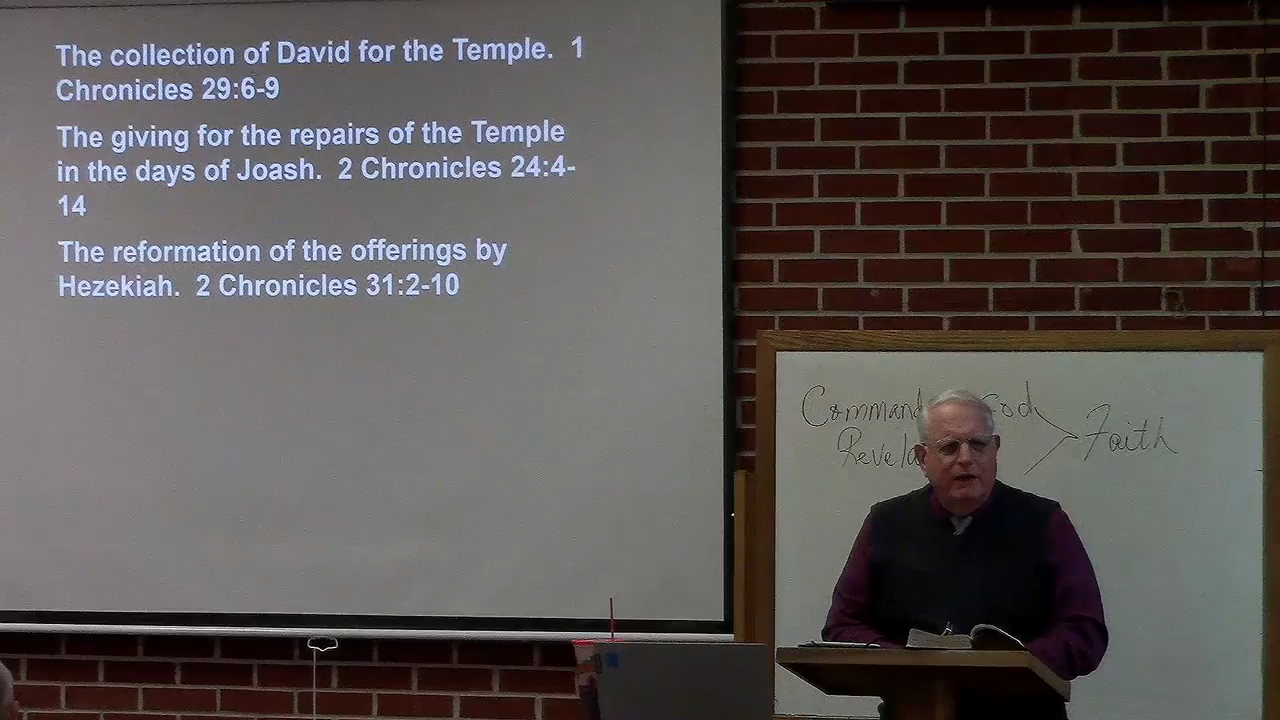 The collection of David for the Temple.  1
Chronicles 29:6-9
The giving for the repairs of the Temple
in the days of Joash.  2 Chronicles 24:4-
14
The reformation of the offerings by
Hezekiah.  2 Chronicles 31:2-10
Faith